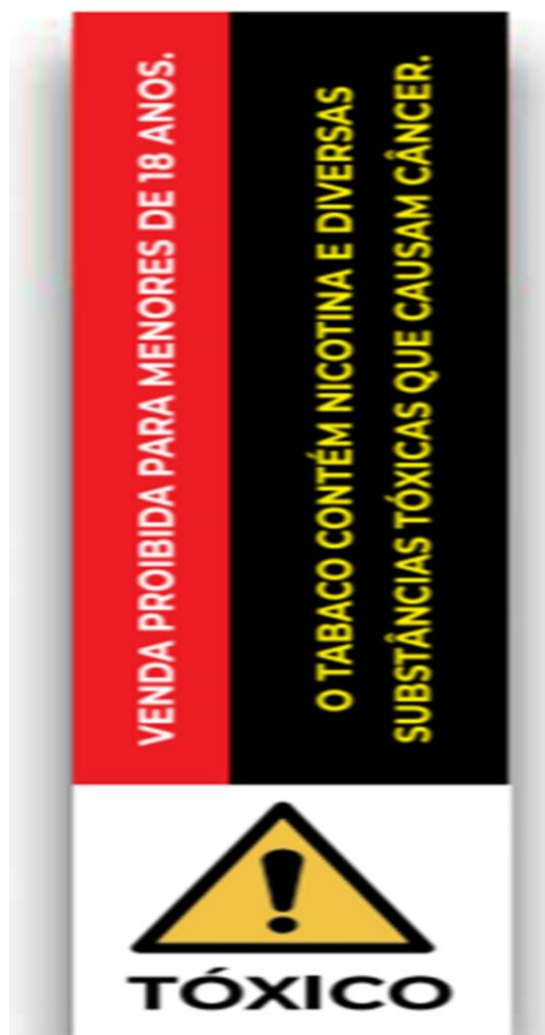 VENDA PROIBIDA PARA MENORES DE 18 ANOS.
O TABACO CONTÉM NICOTINA E DIVERSAS
SUBSTÂNCIAS TÓXICAS QUE CAUSAM CÂNCER.
TÓXICO